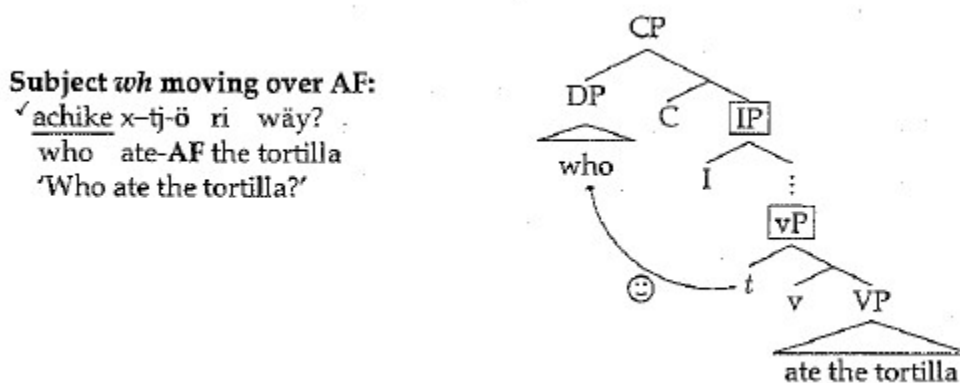 Subject wh moving over AF:
✓achike x–tj-ö ri wäy?
who ate-AF the tortilla
'Who ate the tortilla?'
CP
DP
C
IP
who
I
⋮
vP
t
v
VP
ate the tortilla